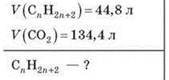 V(CₙH₂ₙ₊₂) = 44,8 л
V(CO₂) = 134,4 л
CₙH₂ₙ₊₂ — ?